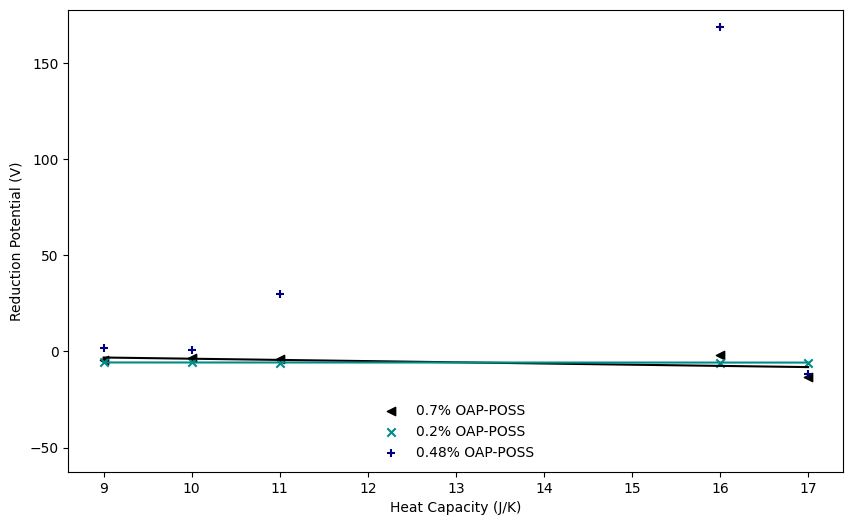 150
100
50
0
−50
Reduction Potential (V)
0.7% OAP-POSS
0.2% OAP-POSS
0.48% OAP-POSS
9 10 11 12 13 14 15 16 17
Heat Capacity (J/K)